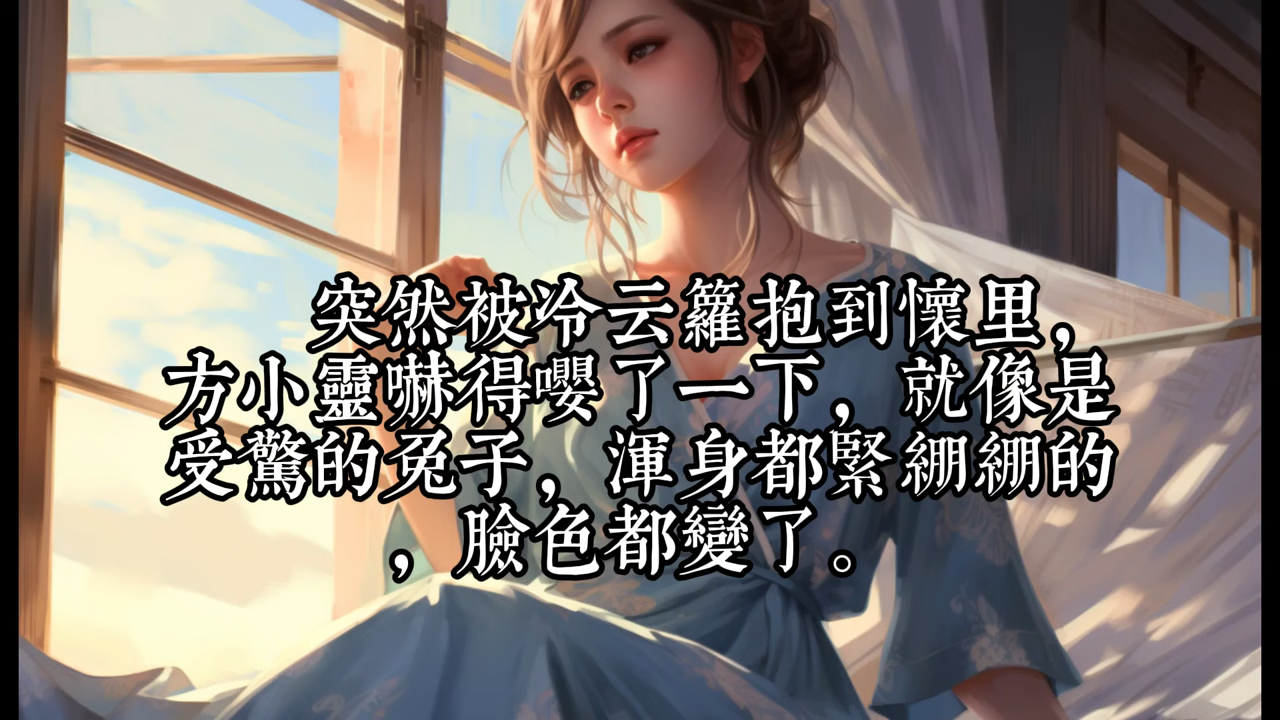 突然被冷云籮抱到懷里,
方小靈嚇得嚶了一下,就像是
受驚的兔子,渾身都緊繃繃的
,臉色都變了。